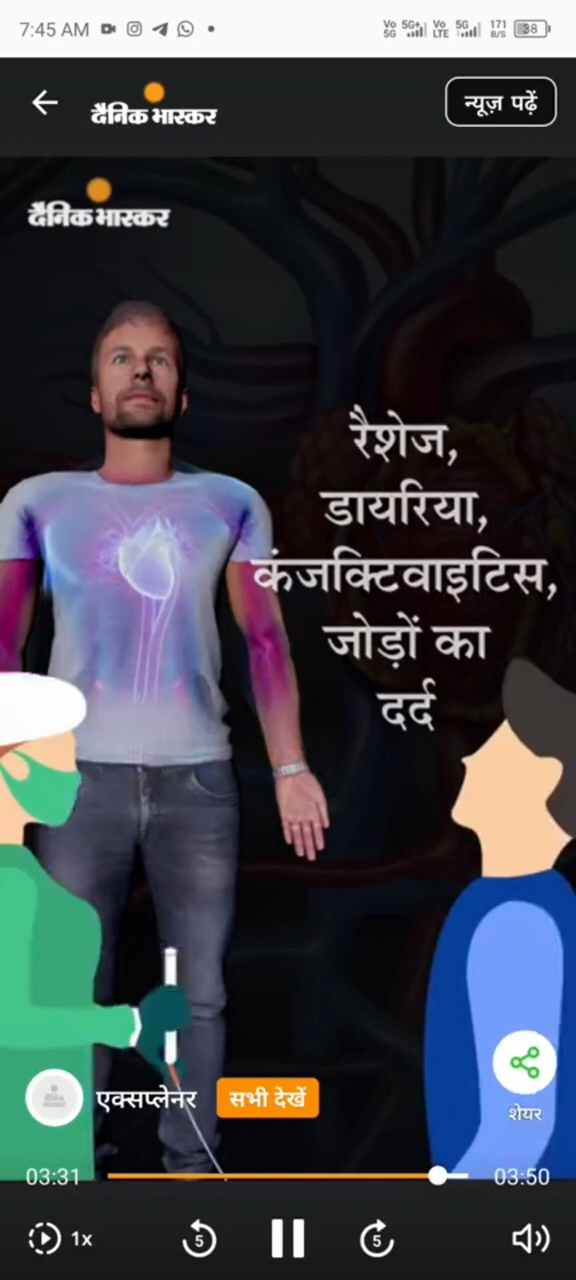 7:45 AM
Vo 5G 5G+ Vo LTE 5G 171 B/S 38
दैनिक भास्कर
न्यूज़ पढ़ें
दैनिक भास्कर
रैशेज,
डायरिया,
कंजक्टिवाइटिस,
जोड़ों का
दर्द
एक्सप्लेनर
सभी देखें
शेयर
03:31
03:50
1x
5
5